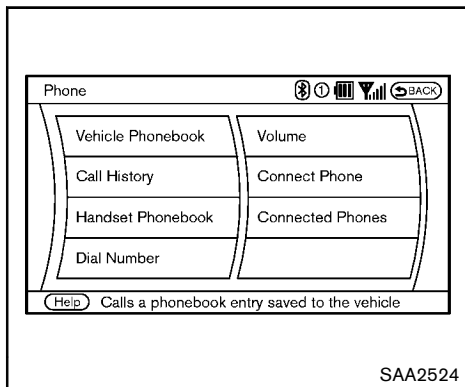 Phone ① BACK
Vehicle Phonebook
Call History
Handset Phonebook
Dial Number
Volume
Connect Phone
Connected Phones
Help Calls a phonebook entry saved to the vehicle
SAA2524